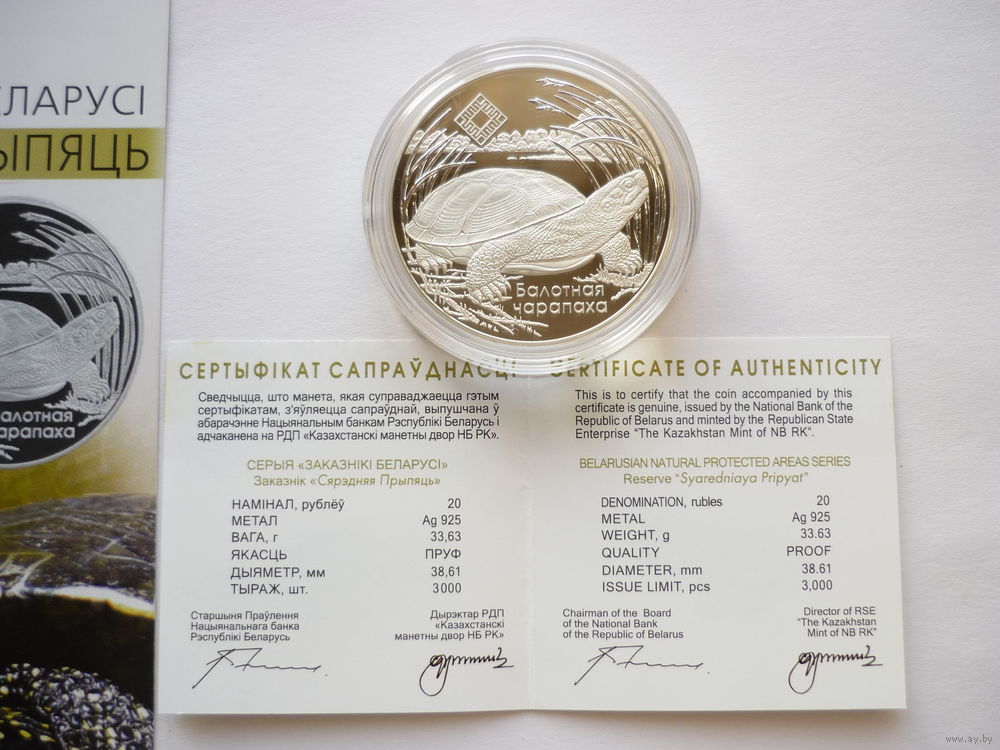 ЫПЯЦЬ
Балотная
чарапаха
СЕРТЫФІКАТ САПРАЎДНАСЦІ
Сведчыцца, што манета, якая суправаджаецца гэтым
сертыфікатам, з'яўляецца сапраўднай, выпушчана ў
абарачэнне Нацыянальным банкам Рэспублікі Беларусь і
адчаканена на РДП «Казахстанскі манетны двор НБ РК».
СЕРЫЯ «ЗАКАЗНІКІ БЕЛАРУСІ»
Заказнік «Сярэдняя Прыпяць»
НАМІНАЛ, рублёў 20
МЕТАЛ Ag 925
ВАГА, г 33,63
ЯКАСЦЬ ПРУФ
ДЫЯМЕТР, мм 38,61
ТЫРАЖ, шт. 3000
Старшыня Праўлення
Нацыянальнага банка
Рэспублікі Беларусь
Дырэктар РДП
«Казахстанскі
манетны двор НБ РК»
CERTIFICATE OF AUTHENTICITY
This is to certify that the coin accompanied by this
certificate is genuine, issued by the National Bank of the
Republic of Belarus and minted by the Republican State
Enterprise "The Kazakhstan Mint of NB RK".
BELARUSIAN NATURAL PROTECTED AREAS SERIES
Reserve "Syaredniaya Pripyat"
DENOMINATION, rubles 20
METAL Ag 925
WEIGHT, g 33.63
QUALITY PROOF
DIAMETER, mm 38.61
ISSUE LIMIT, pcs 3,000
Chairman of the Board
of the National Bank
of the Republic of Belarus
Director of RSE
"The Kazakhstan
Mint of NB RK"
ЛАРУСІ
алотная
арапаха
www.ay.by